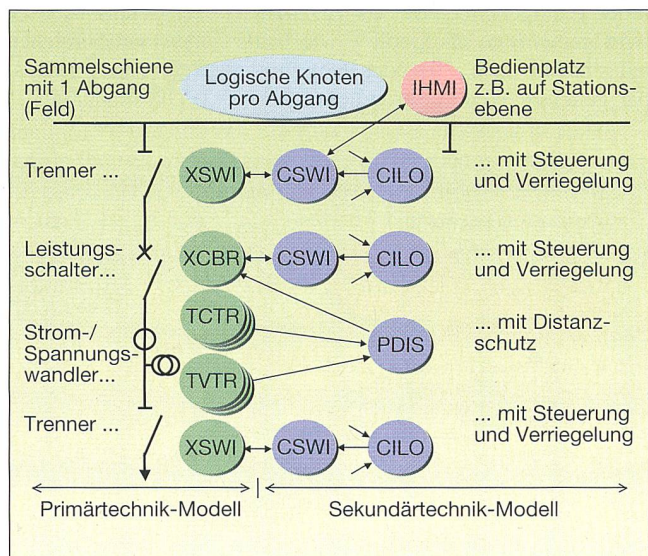 Sammelschiene
mit 1 Abgang
(Feld)
Logische Knoten
pro Abgang
IHMI
Bedienplatz
z.B. auf Stations-
ebene
Trenner ...
XSWI
CSWI
CILO
... mit Steuerung
und Verriegelung
Leistungs-
schalter...
XCBR
CSWI
CILO
... mit Steuerung
und Verriegelung
Strom-/
Spannungs-
wandler...
TCTR
TVTR
PDIS
... mit Distanz-
schutz
Trenner ...
XSWI
CSWI
CILO
... mit Steuerung
und Verriegelung
Primärtechnik-Modell
Sekundärtechnik-Modell